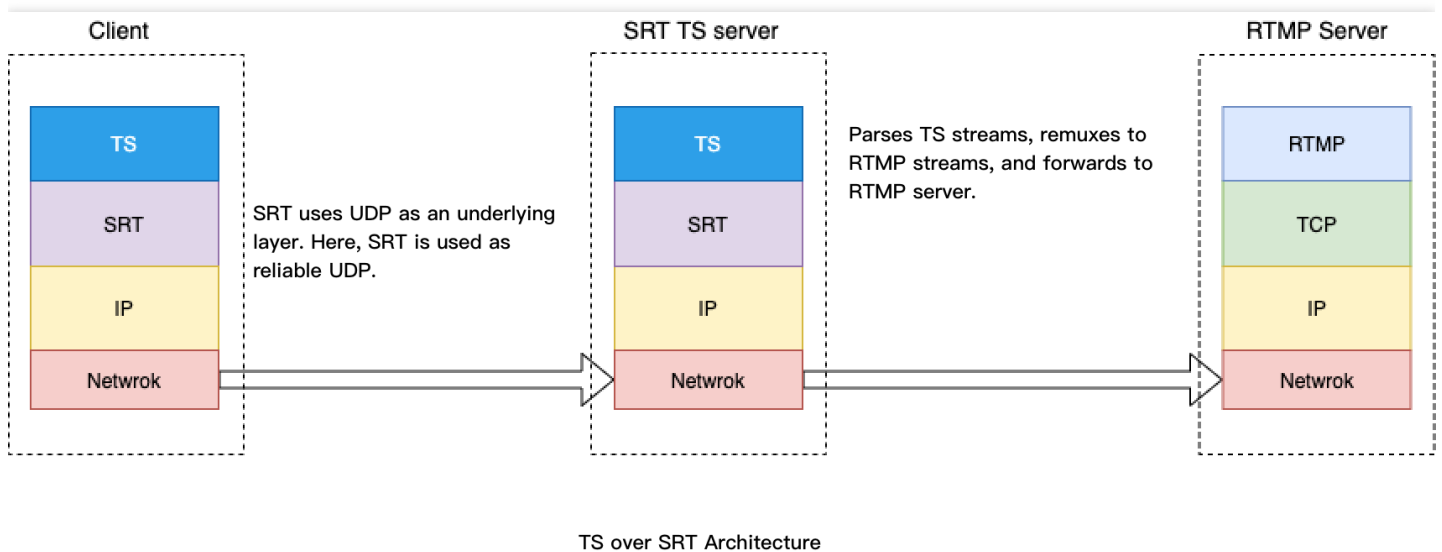 Client
SRT TS server
RTMP Server
TS
SRT
IP
Netwrok
SRT uses UDP as an underlying
layer. Here, SRT is used as
reliable UDP.
TS
SRT
IP
Netwrok
Parses TS streams, remuxes to
RTMP streams, and forwards to
RTMP server.
RTMP
TCP
IP
Netwrok
TS over SRT Architecture